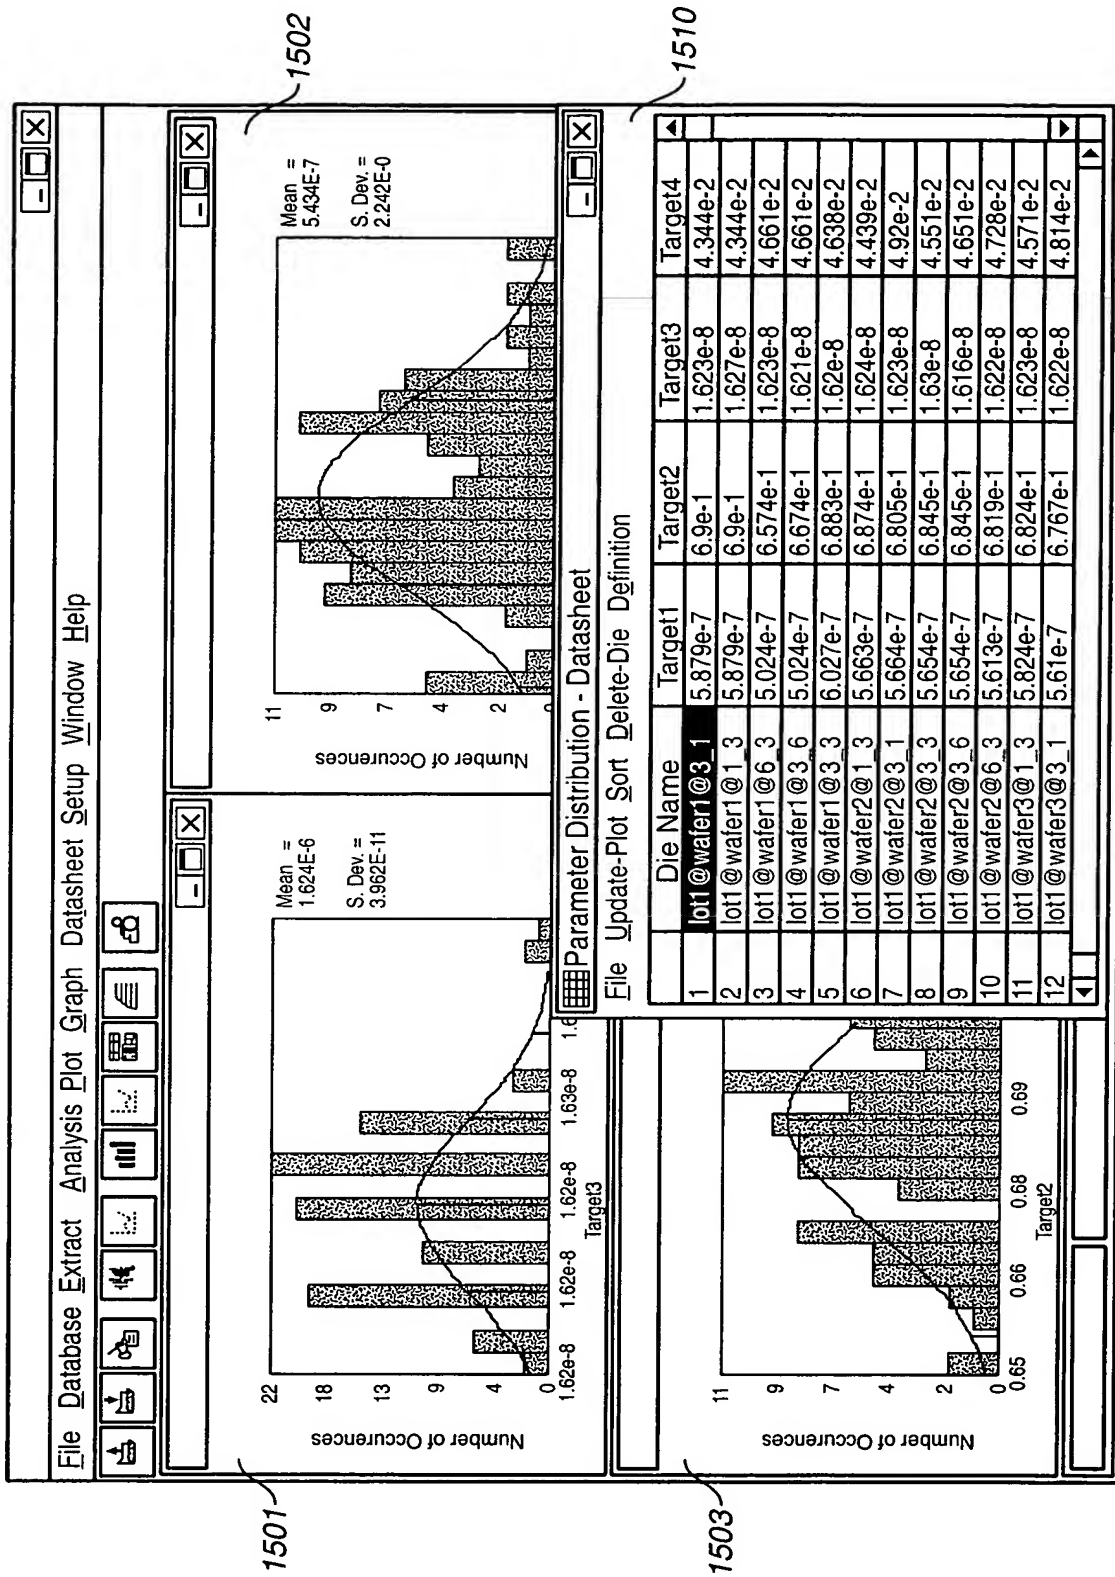 File Database Extract Analysis Plot Graph Datasheet Setup Window Help
1501
22
18
13
9
4
0
Number of Occurences
1.62e-8 1.62e-8 1.62e-8 1.63e-8 1.6
Target3
Mean =
1.624E-6
S. Dev. =
3.962E-11
1502
11
9
7
4
2
0
Number of Occurences
Mean =
5.434E-7
S. Dev. =
2.242E-0
1503
11
9
7
4
2
0
Number of Occurences
0.65 0.66 0.68 0.69
Target2
1510
Parameter Distribution - Datasheet
File Update-Plot Sort Delete-Die Definition
Die Name Target1 Target2 Target3 Target4
1 lot1@wafer1@3_1 5.879e-7 6.9e-1 1.623e-8 4.344e-2
2 lot1@wafer1@1_3 5.879e-7 6.9e-1 1.627e-8 4.344e-2
3 lot1@wafer1@6_3 5.024e-7 6.574e-1 1.623e-8 4.661e-2
4 lot1@wafer1@3_6 5.024e-7 6.674e-1 1.621e-8 4.661e-2
5 lot1@wafer1@3_3 6.027e-7 6.883e-1 1.62e-8 4.638e-2
6 lot1@wafer2@1_3 5.663e-7 6.874e-1 1.624e-8 4.439e-2
7 lot1@wafer2@3_1 5.664e-7 6.805e-1 1.623e-8 4.92e-2
8 lot1@wafer2@3_3 5.654e-7 6.845e-1 1.63e-8 4.551e-2
9 lot1@wafer2@3_6 5.654e-7 6.845e-1 1.616e-8 4.651e-2
10 lot1@wafer2@6_3 5.613e-7 6.819e-1 1.622e-8 4.728e-2
11 lot1@wafer3@1_3 5.824e-7 6.824e-1 1.623e-8 4.571e-2
12 lot1@wafer3@3_1 5.61e-7 6.767e-1 1.622e-8 4.814e-2